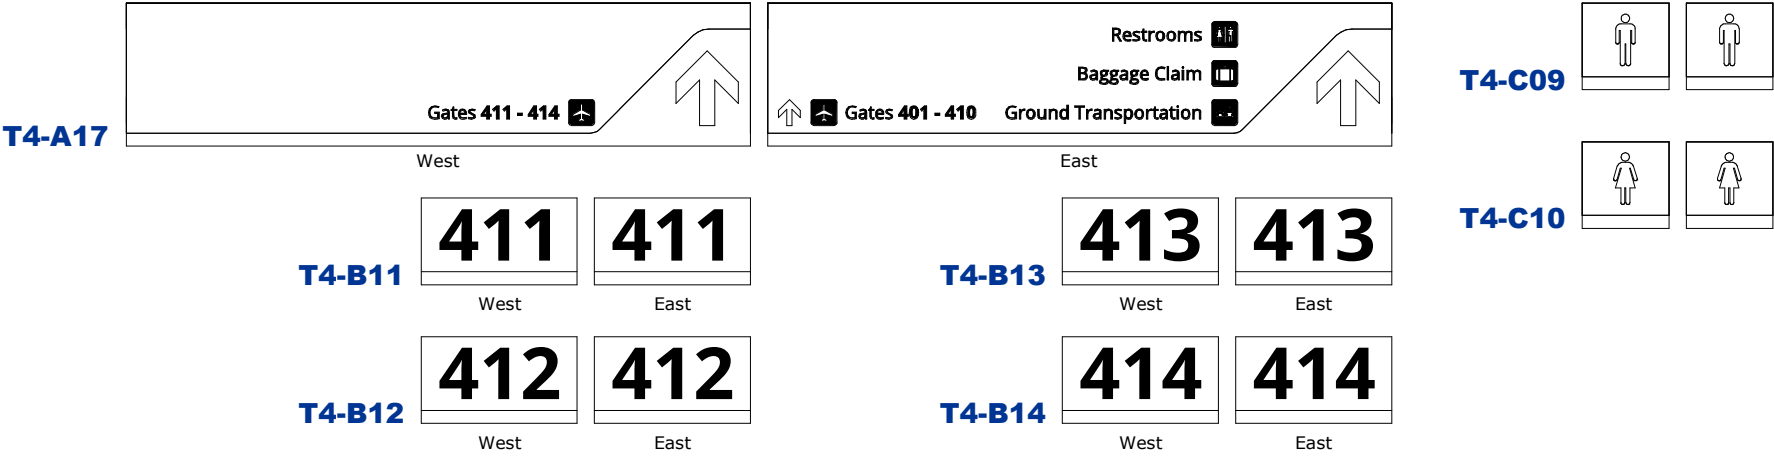 Restrooms
Baggage Claim
Gates 411 - 414
Gates 401 - 410 Ground Transportation
T4-A17
West
East
T4-C09
T4-C10
411 411
T4-B11
West East
413 413
T4-B13
West East
412 412
T4-B12
West East
414 414
T4-B14
West East